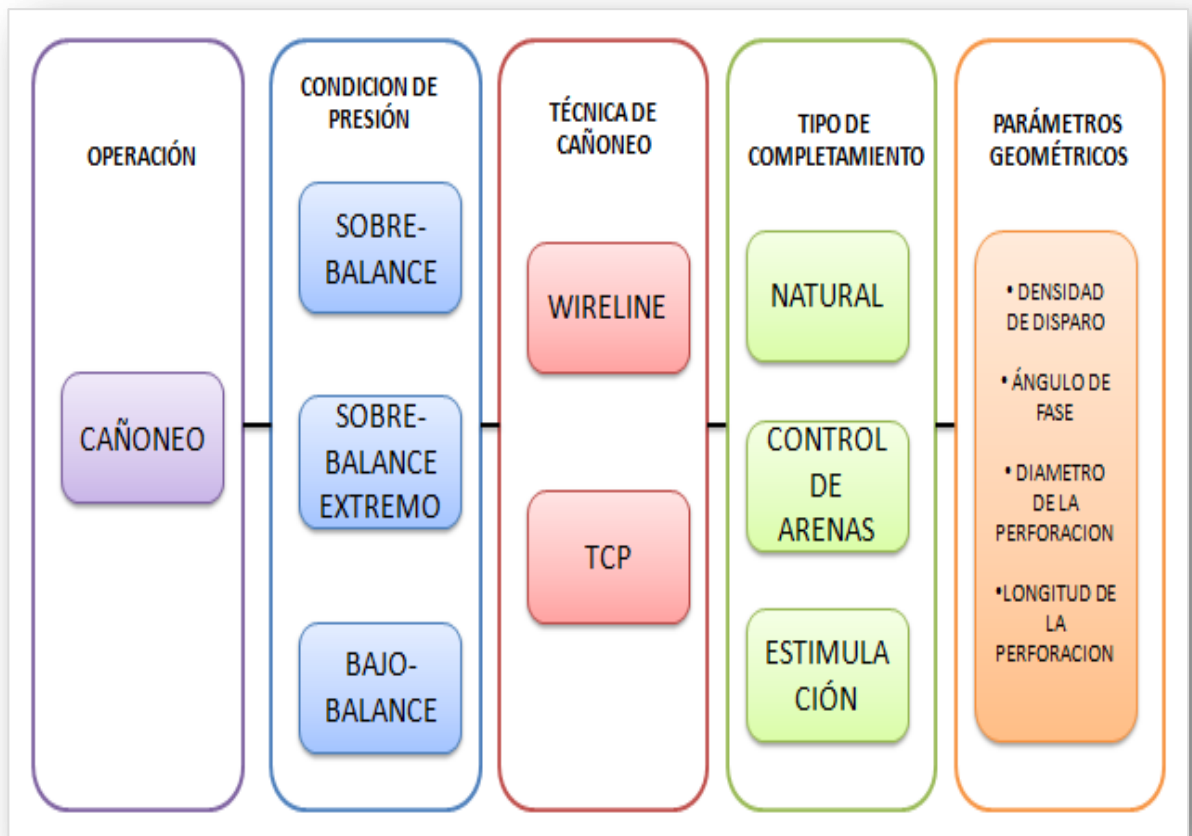 OPERACIÓN
CAÑONEO
CONDICION DE
PRESIÓN
SOBRE-
BALANCE
SOBRE-
BALANCE
EXTREMO
BAJO-
BALANCE
TÉCNICA DE
CAÑONEO
WIRELINE
TCP
TIPO DE
COMPLETAMIENTO
NATURAL
CONTROL
DE
ARENAS
ESTIMULA
CIÓN
PARÁMETROS
GEOMÉTRICOS
• DENSIDAD
DE DISPARO
• ÁNGULO DE
FASE
• DIAMETRO
DE LA
PERFORACION
•LONGITUD DE
LA
PERFORACION